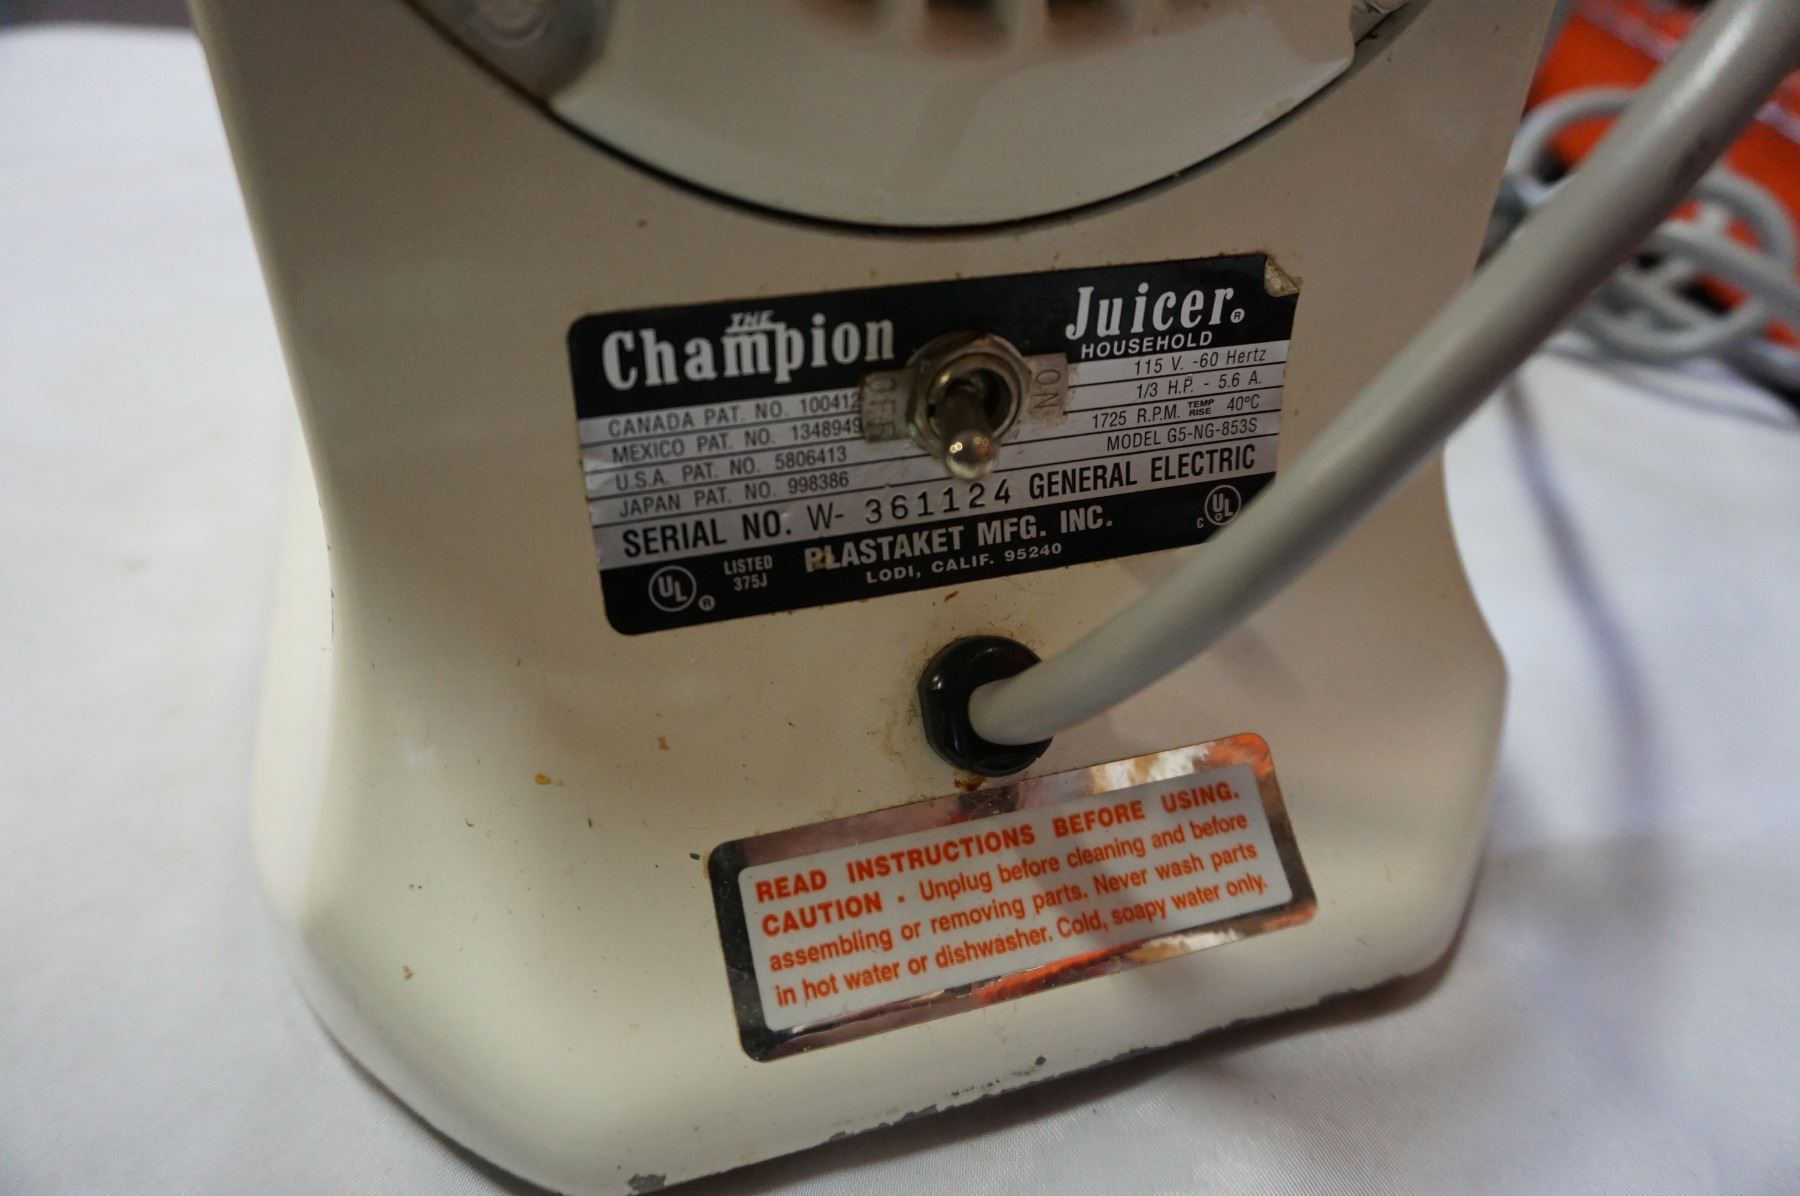 THE
Champion Juicer®
HOUSEHOLD
OFF ON
CANADA PAT. NO. 100412
MEXICO PAT. NO. 1348949
U.S.A. PAT. NO. 5806413
JAPAN PAT. NO. 998386
115 V. -60 Hertz
1/3 H.P. - 5.6 A.
1725 R.P.M. TEMP RISE 40°C
MODEL G5-NG-853S
SERIAL NO. W- 361124 GENERAL ELECTRIC
UL® LISTED 375J
PLASTAKET MFG. INC.
LODI, CALIF. 95240
C UL
READ INSTRUCTIONS BEFORE USING.
CAUTION - Unplug before cleaning and before
assembling or removing parts. Never wash parts
in hot water or dishwasher. Cold, soapy water only.